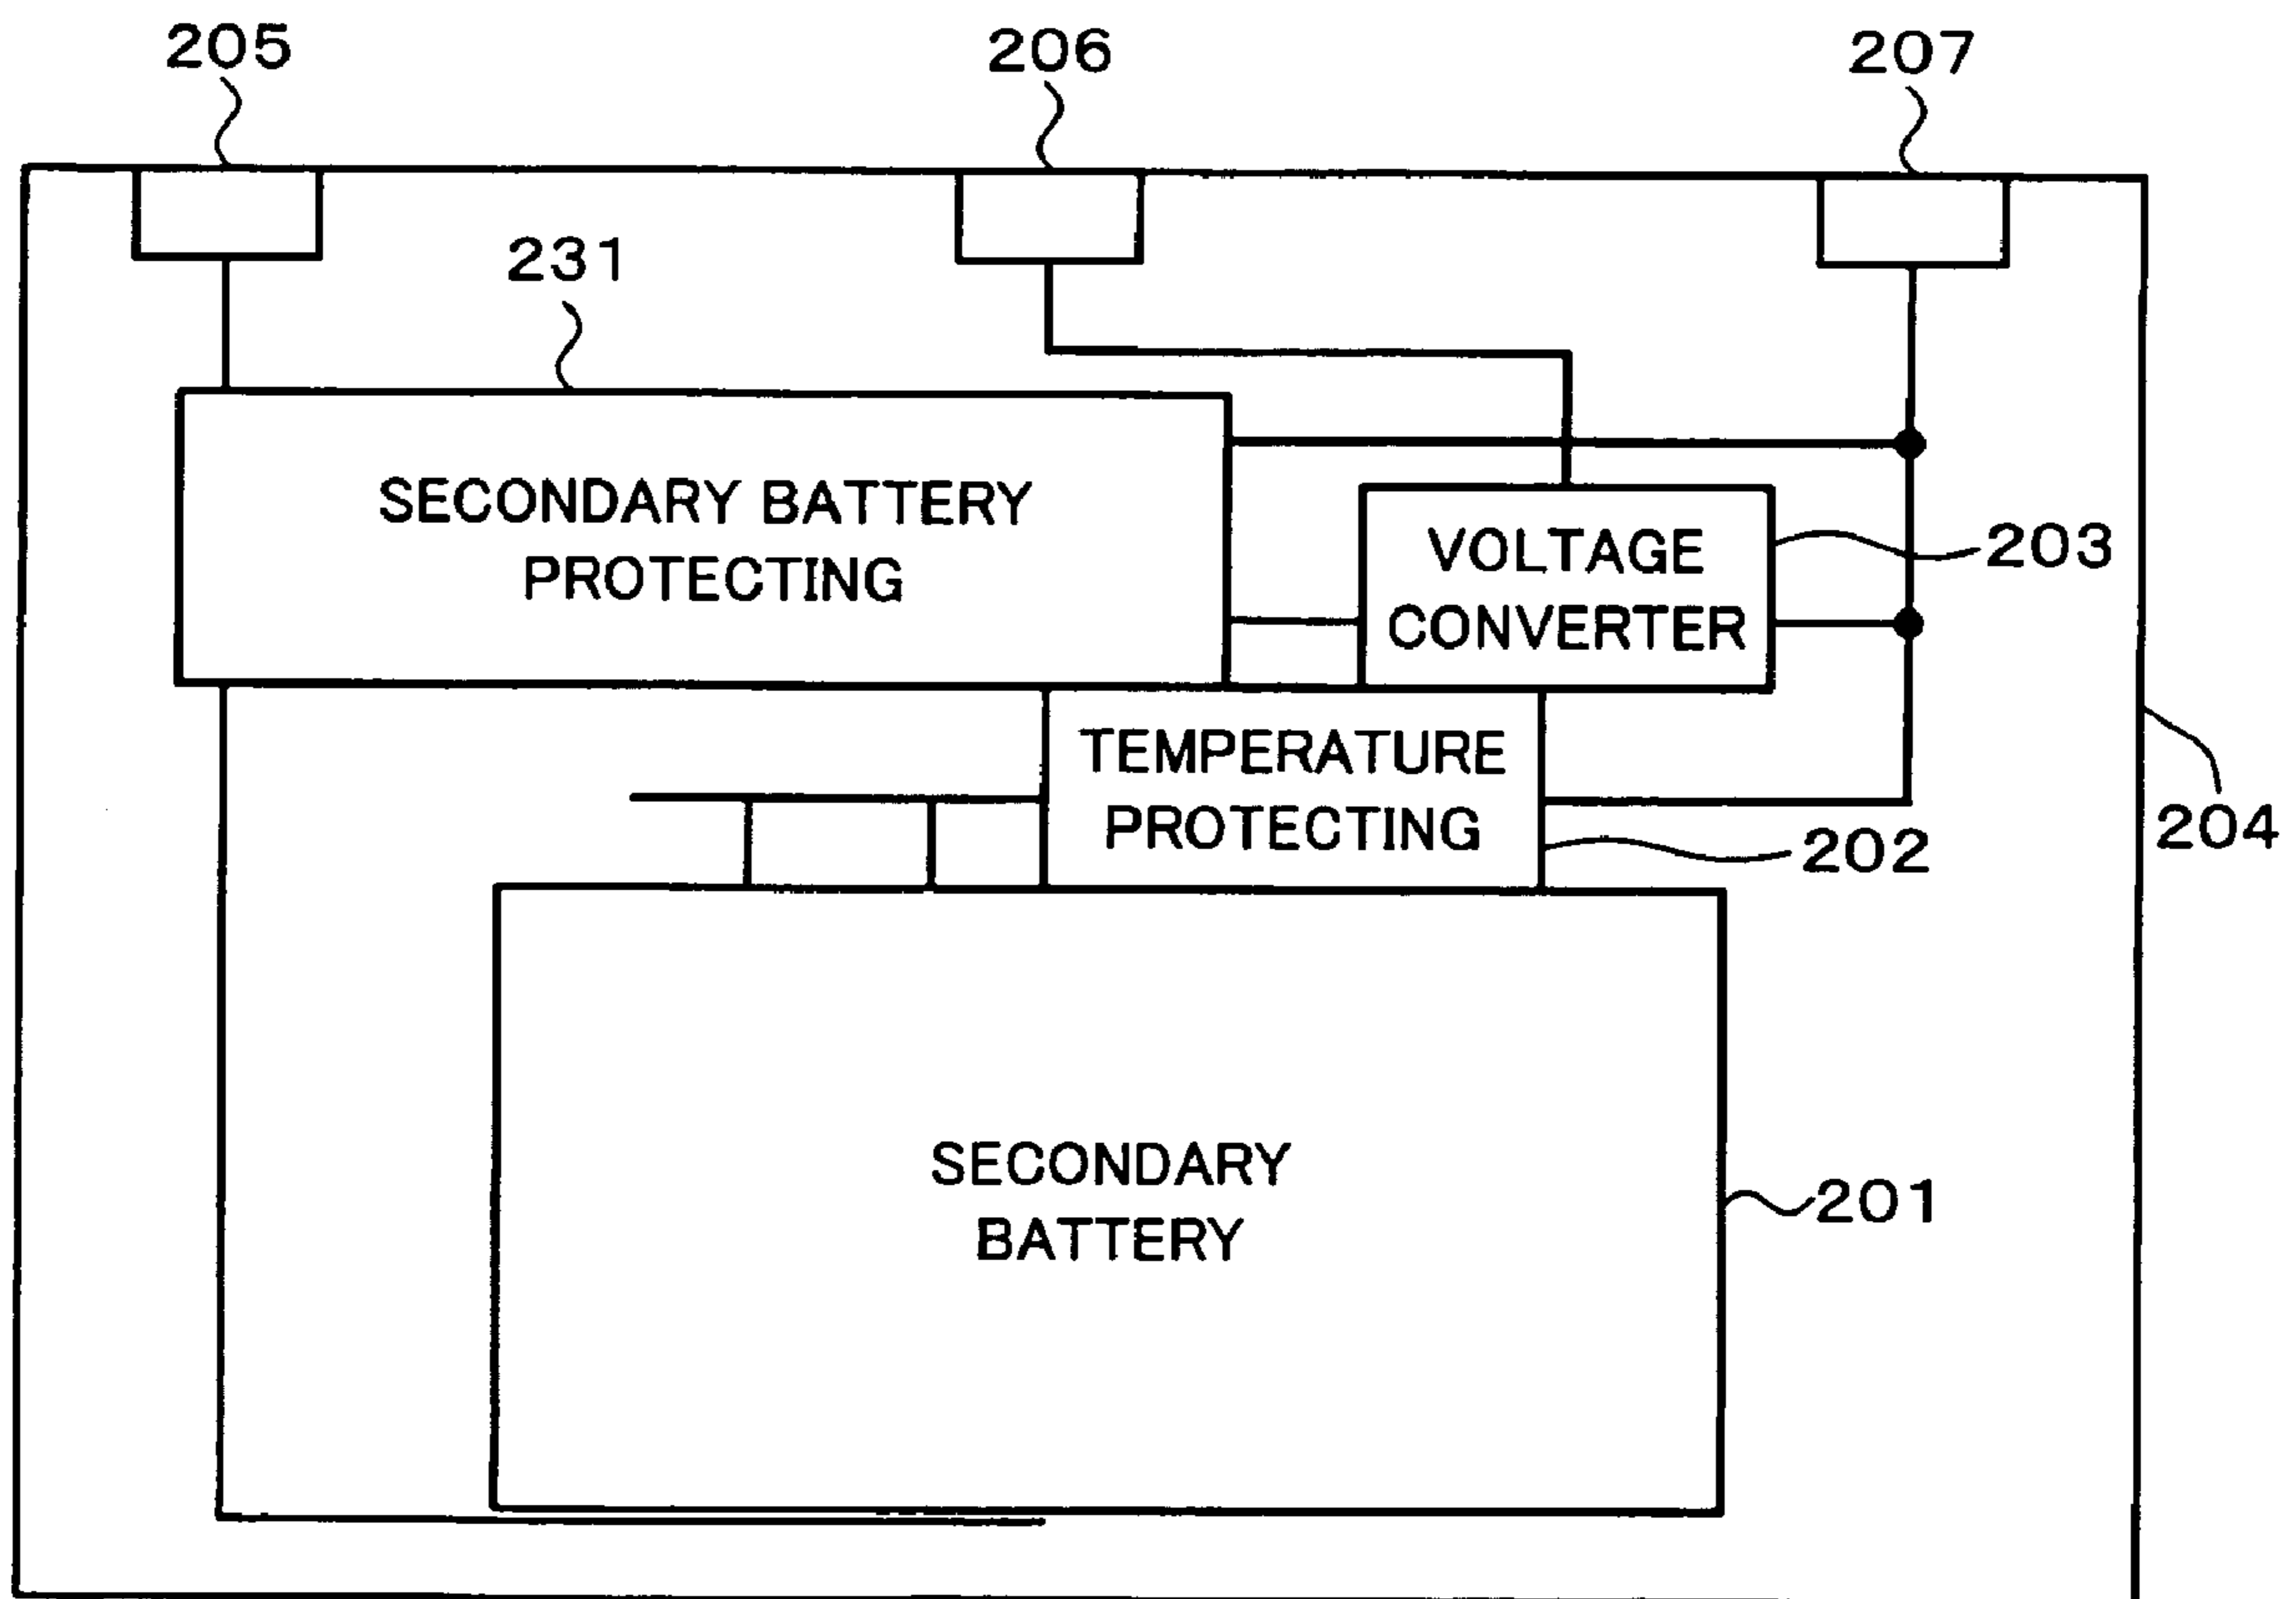 205
206
207
231
SECONDARY BATTERY
PROTECTING
VOLTAGE
CONVERTER
203
TEMPERATURE
PROTECTING
204
202
SECONDARY
BATTERY
201